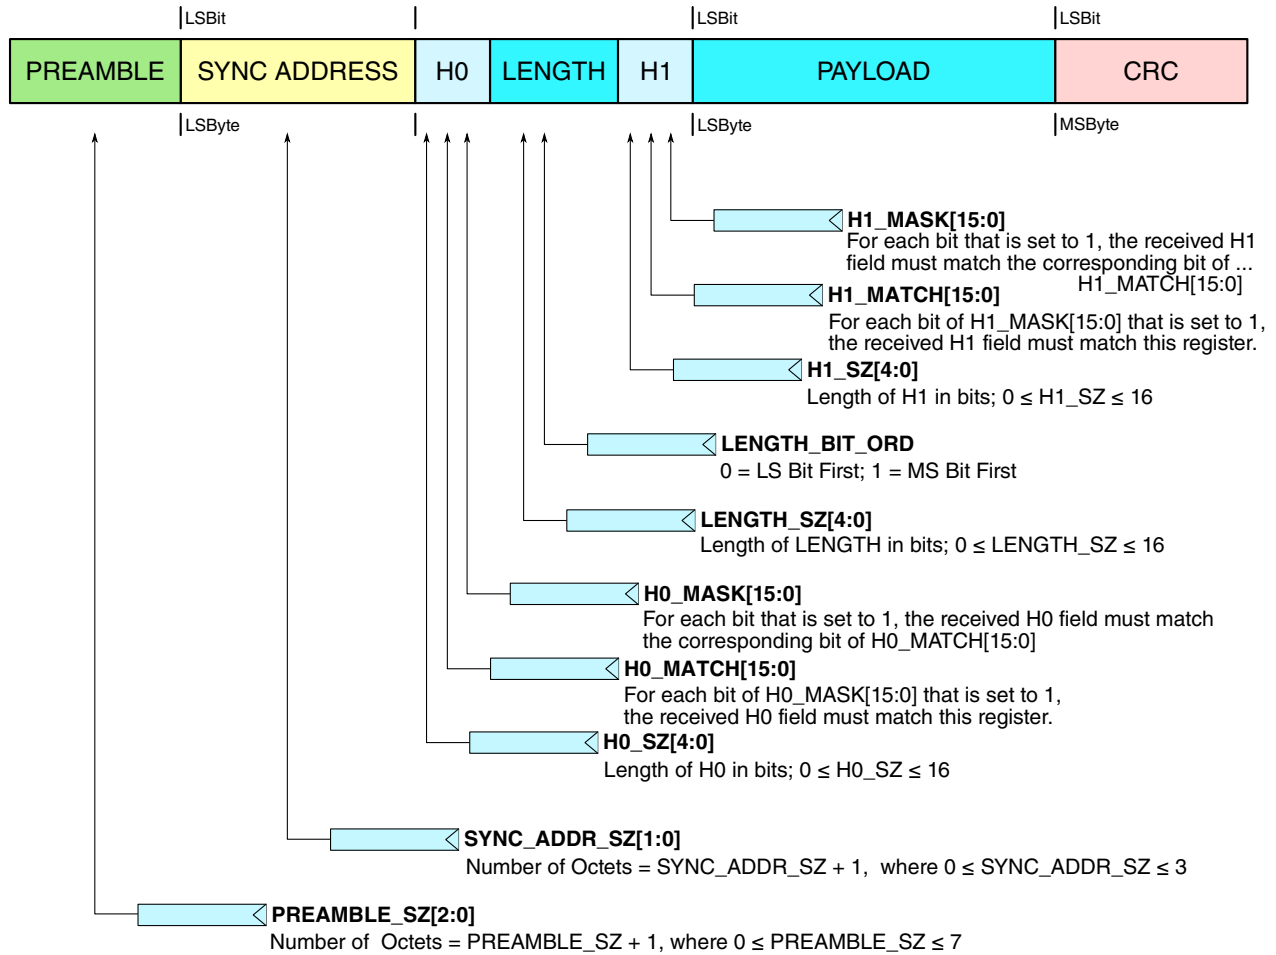 LSBit
LSBit
LSBit
PREAMBLE SYNC ADDRESS H0 LENGTH H1 PAYLOAD CRC
LSByte
LSByte
MSByte
H1_MASK[15:0]
For each bit that is set to 1, the received H1
field must match the corresponding bit of ...
H1_MATCH[15:0]
H1_MATCH[15:0]
For each bit of H1_MASK[15:0] that is set to 1,
the received H1 field must match this register.
H1_SZ[4:0]
Length of H1 in bits; 0 ≤ H1_SZ ≤ 16
LENGTH_BIT_ORD
0 = LS Bit First; 1 = MS Bit First
LENGTH_SZ[4:0]
Length of LENGTH in bits; 0 ≤ LENGTH_SZ ≤ 16
H0_MASK[15:0]
For each bit that is set to 1, the received H0 field must match
the corresponding bit of H0_MATCH[15:0]
H0_MATCH[15:0]
For each bit of H0_MASK[15:0] that is set to 1,
the received H0 field must match this register.
H0_SZ[4:0]
Length of H0 in bits; 0 ≤ H0_SZ ≤ 16
SYNC_ADDR_SZ[1:0]
Number of Octets = SYNC_ADDR_SZ + 1, where 0 ≤ SYNC_ADDR_SZ ≤ 3
PREAMBLE_SZ[2:0]
Number of Octets = PREAMBLE_SZ + 1, where 0 ≤ PREAMBLE_SZ ≤ 7